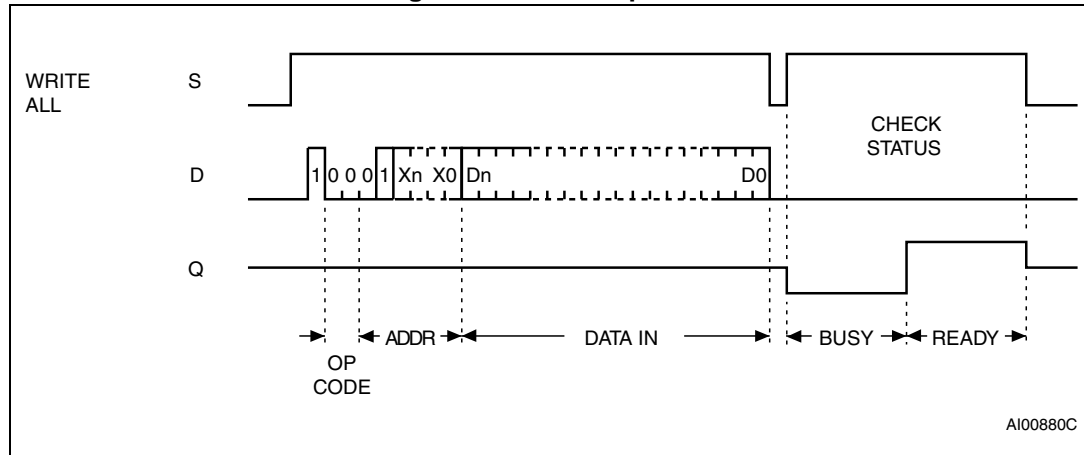 WRITE
ALL
S
CHECK
STATUS
D
1 0 0 0 1 Xn X0 Dn D0
Q
ADDR DATA IN BUSY READY
OP
CODE
AI00880C